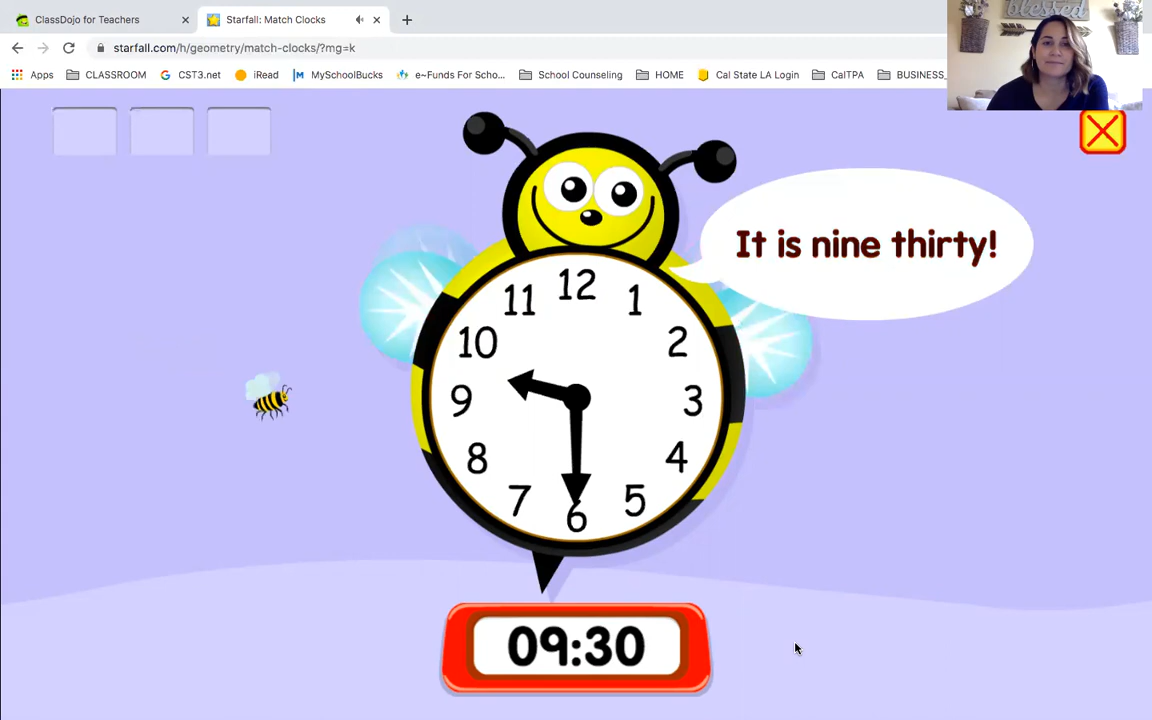 ClassDojo for Teachers
Starfall: Match Clocks
starfall.com/h/geometry/match-clocks/?mg=k
Apps
CLASSROOM
CST3.net
iRead
MySchoolBucks
e~Funds For Scho...
School Counseling
HOME
Cal State LA Login
CalTPA
BUSINESS_
blessed
It is nine thirty!
12
11
1
10
2
9
3
8
4
7
5
6
09:30